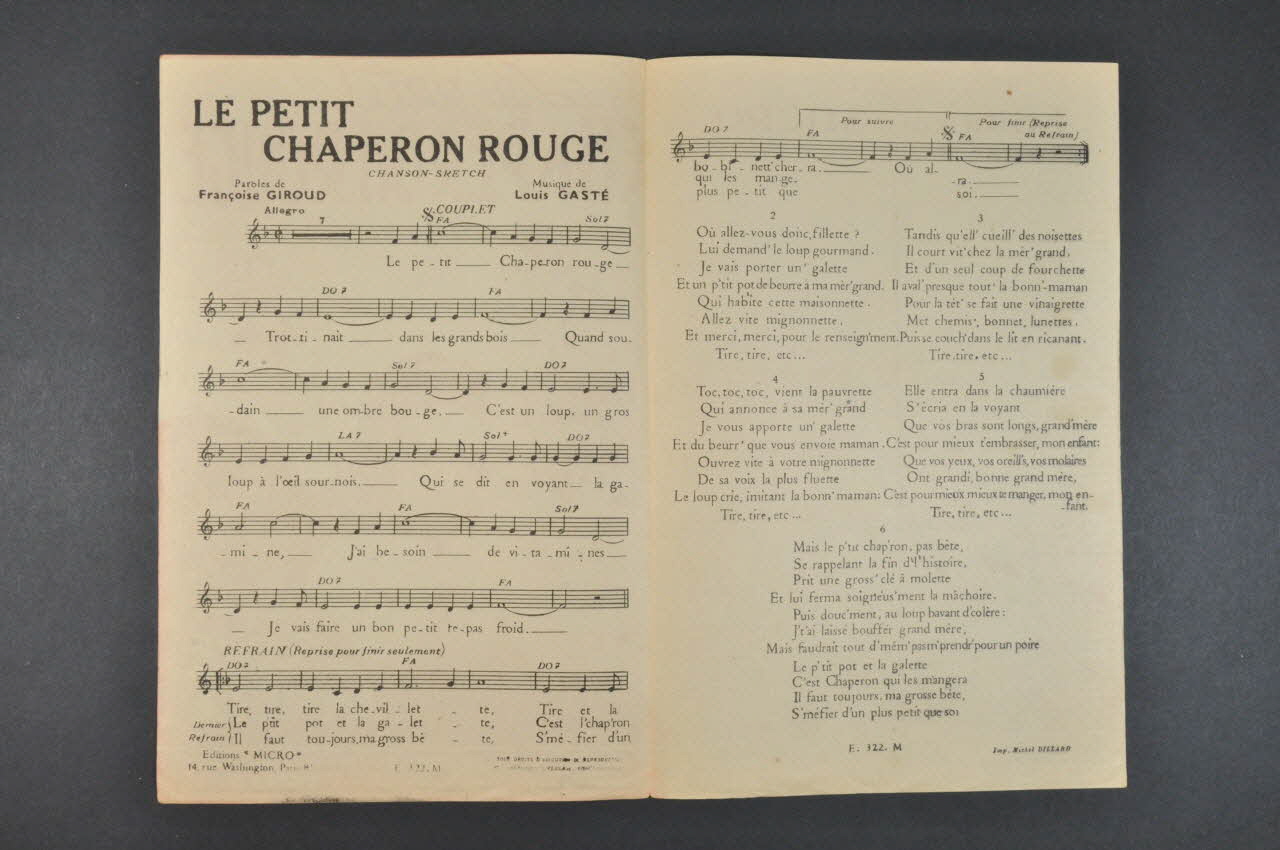 LE PETIT
CHAPERON ROUGE
CHANSON-SKETCH
Paroles de
Françoise GIROUD
Musique de
Louis GASTÉ
Allegro
7
COUPLET
FA
Sol7
Le pe-tit Cha-pe-ron rou-ge
DO7 FA
Trot-ti-nait dans les grands bois Quand sou-
FA Sol7 DO7
-dain une om-bre bou-ge. C'est un loup, un gros
LA7 Sol7 DO7
loup à l'oeil sour-nois. Qui se dit en voyant la ga-
FA FA Sol7
-mi-ne, J'ai be-soin de vi-ta-mi-nes
DO7 FA
Je vais faire un bon pe-tit re-pas froid.
REFRAIN (Reprise pour finir seulement)
DO7 FA DO7
Tire, tire, tire la che-vil-let-te, Tire et la
Dernier Le ptit pot et la ga-let-te, C'est l'chap'ron
Refrain Il faut tou-jours, ma gross bê-te, S'mé-fier d'un
Editions "MICRO"
14, rue Washington, Paris 8e
E. 322. M
TOUS DROITS D'EXÉCUTION DE REPRODUCTION
Pour suivre
Pour finir (Reprise
au Refrain)
DO7 FA FA
bo-bi-nett' cher-ra. Où al-
qui les man-ge- ra.
plus pe-tit que soi.
2
Où allez-vous donc, fillette ?
Lui demand' le loup gourmand.
Je vais porter un' galette
Et un p'tit pot de beurre à ma mèr'grand.
Qui habite cette maisonnette.
Allez vite mignonnette.
Et merci, merci, pour le renseign'ment.
Tire, tire, etc...
3
Tandis qu'ell' cueill' des noisettes
Il court vit' chez la mèr'grand.
Et d'un seul coup de fourchette
Il aval' presque tout' la bonn'-maman
Pour la têt' se fait une vinaigrette
Met chemis', bonnet, lunettes.
Puis se couch' dans le lit en ricanant.
Tire, tire, etc...
4
Toc, toc, toc, vient la pauvrette
Qui annonce à sa mèr' grand
Je vous apporte un' galette
Et du beurr' que vous envoie maman.
Ouvrez vite à votre mignonnette
De sa voix la plus fluette
Le loup crie, imitant la bonn' maman:
Tire, tire, etc...
5
Elle entra dans la chaumière
S'écria en la voyant
Que vos bras sont longs, grand'mère
C'est pour mieux t'embrasser, mon enfant:
Que vos yeux, vos oreill's, vos molaires
Ont grandi, bonne grand mère,
C'est pour mieux mieux te manger, mon en-
-fant.
Tire, tire, etc...
6
Mais le p'tit chap'ron, pas bête,
Se rappelant la fin d'l'histoire,
Prit une gross' clé à molette
Et lui ferma soigneus'ment la mâchoire.
Puis douc'ment, au loup bavant d'colère:
J't'ai laissé bouffer grand mère,
Mais faudrait tout d'mêm' pas m'prendr' pour un poire
Le p'tit pot et la galette
C'est Chaperon qui les mangera
Il faut toujours, ma grosse bête,
S'méfier d'un plus petit que soi
E. 322. M
Imp. Michel DILLARD